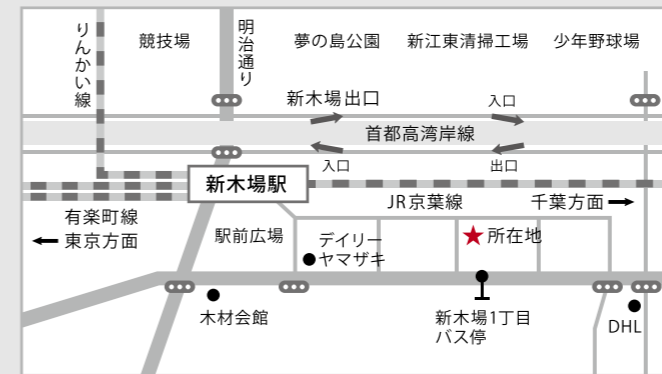 りんかい線
競技場
明治通り
夢の島公園
新江東清掃工場
少年野球場
新木場出口
入口
首都高湾岸線
入口
出口
新木場駅
JR京葉線
千葉方面
有楽町線
東京方面
駅前広場
デイリー
ヤマザキ
所在地
木材会館
新木場1丁目
バス停
DHL